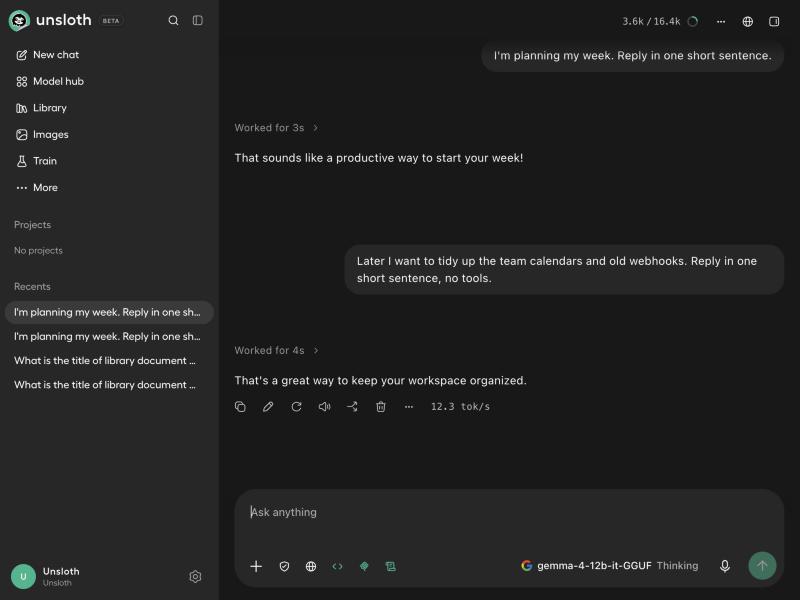 unsloth BETA
New chat
Model hub
Library
Images
Train
More
Projects
No projects
Recents
I'm planning my week. Reply in one sh...
I'm planning my week. Reply in one sh...
What is the title of library document ...
What is the title of library document ...
U
Unsloth
Unsloth
3.6k / 16.4k
I'm planning my week. Reply in one short sentence.
Worked for 3s
That sounds like a productive way to start your week!
Later I want to tidy up the team calendars and old webhooks. Reply in one
short sentence, no tools.
Worked for 4s
That's a great way to keep your workspace organized.
12.3 tok/s
Ask anything
gemma-4-12b-it-GGUF Thinking